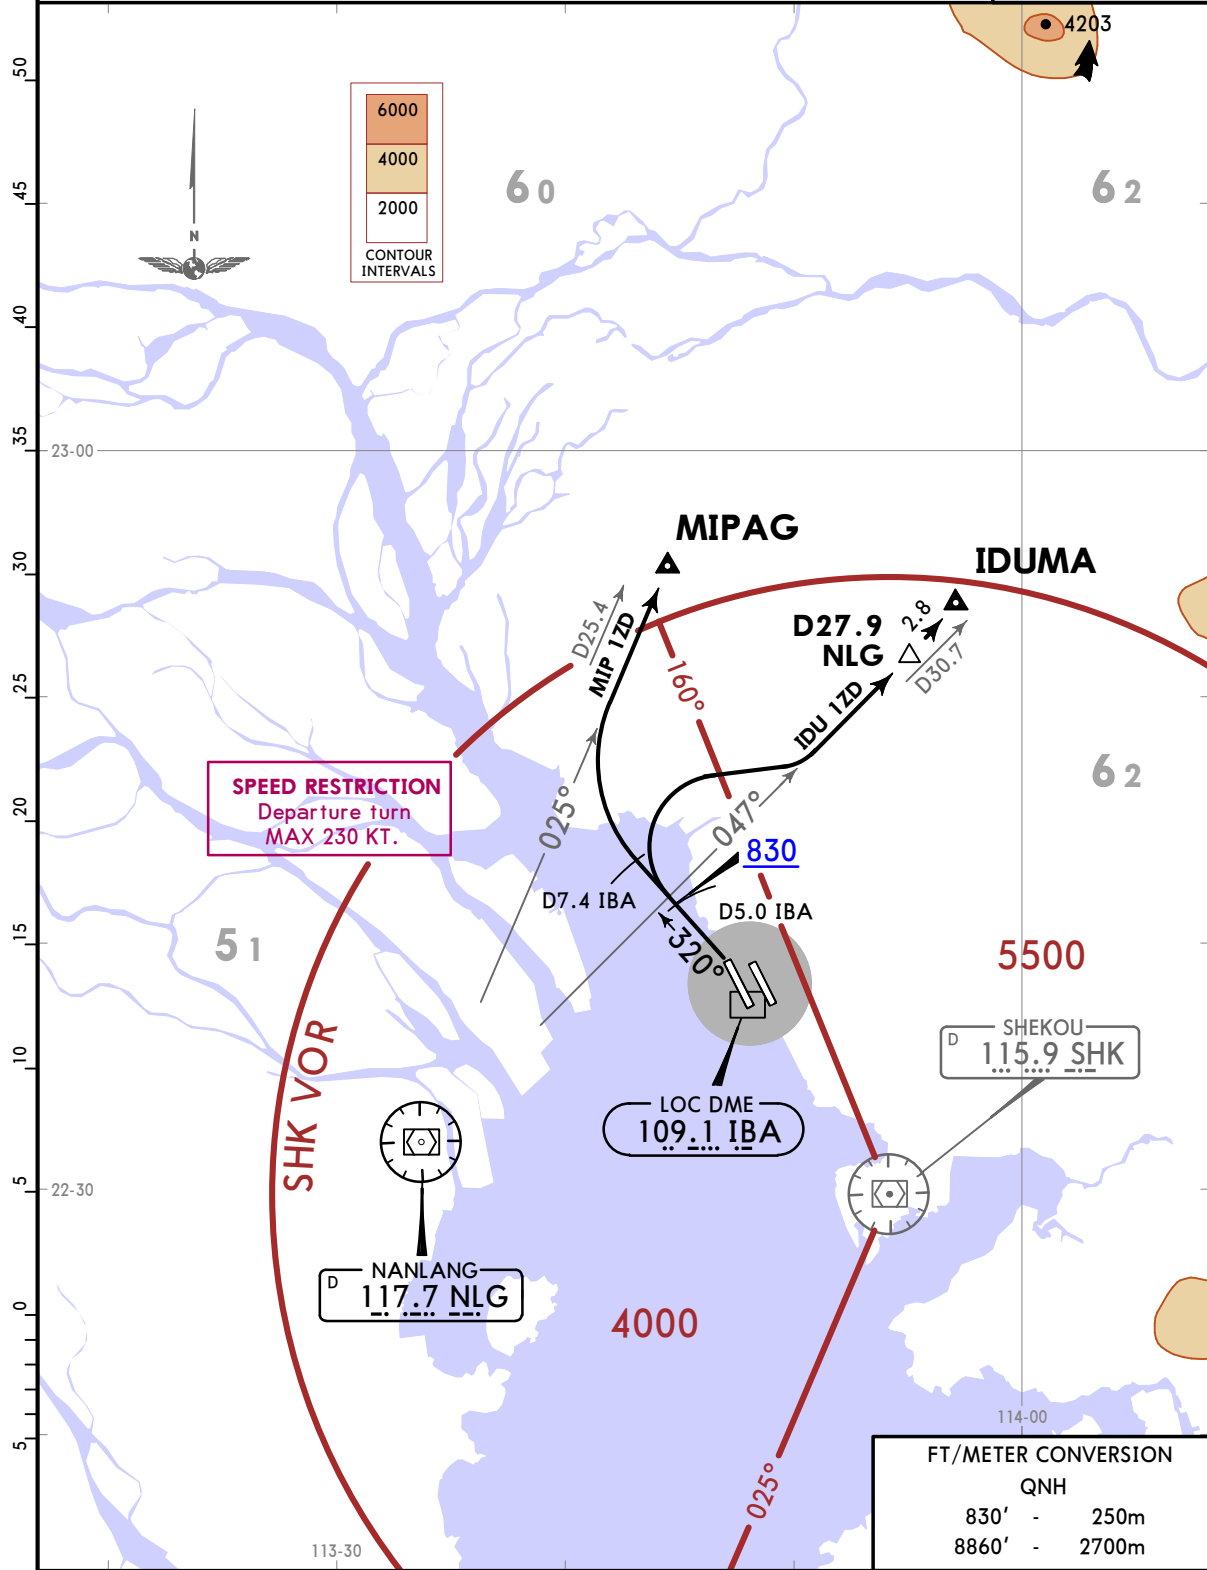 4203
50
6000
4000
2000
CONTOUR
INTERVALS
60
62
45
N
40
35
23-00
MIPAG
30
IDUMA
D25.4
MIP 1ZD
160°
D27.9
NLG
2.8
D30.7
25
IDU 1ZD
SPEED RESTRICTION
Departure turn
MAX 230 KT.
62
025°
047°
20
830
D7.4 IBA
D5.0 IBA
15
51
320°
5500
SHEKOU
D 115.9 SHK
10
SHK VOR
LOC DME
109.1 IBA
5
22-30
NANLANG
D 117.7 NLG
0
4000
5
114-00
025°
113-30
FT/METER CONVERSION
QNH
830' - 250m
8860' - 2700m